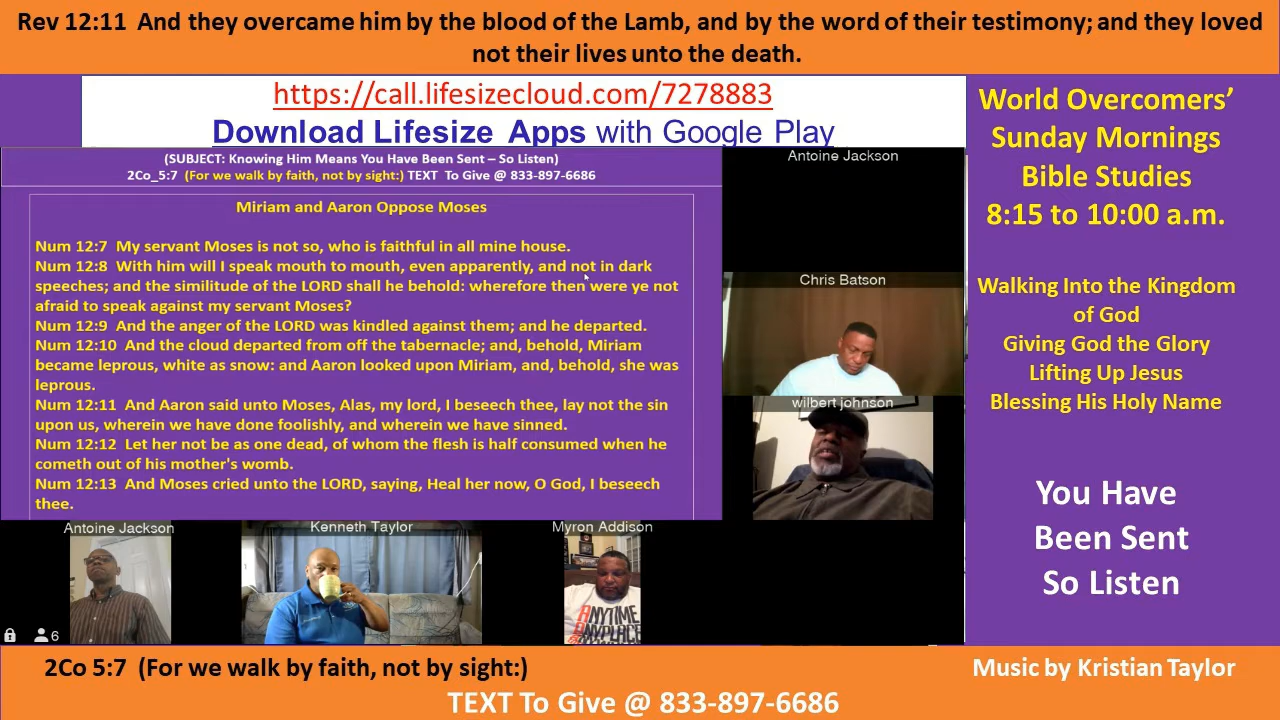 Rev 12:11 And they overcame him by the blood of the Lamb, and by the word of their testimony; and they loved
not their lives unto the death.
https://call.lifesizecloud.com/7278883
Download Lifesize Apps with Google Play
(SUBJECT: Knowing Him Means You Have Been Sent – So Listen)
2Co_5:7 (For we walk by faith, not by sight:) TEXT To Give @ 833-897-6686
Miriam and Aaron Oppose Moses
Num 12:7 My servant Moses is not so, who is faithful in all mine house.
Num 12:8 With him will I speak mouth to mouth, even apparently, and not in dark
speeches; and the similitude of the LORD shall he behold: wherefore then were ye not
afraid to speak against my servant Moses?
Num 12:9 And the anger of the LORD was kindled against them; and he departed.
Num 12:10 And the cloud departed from off the tabernacle; and, behold, Miriam
became leprous, white as snow: and Aaron looked upon Miriam, and, behold, she was
leprous.
Num 12:11 And Aaron said unto Moses, Alas, my lord, I beseech thee, lay not the sin
upon us, wherein we have done foolishly, and wherein we have sinned.
Num 12:12 Let her not be as one dead, of whom the flesh is half consumed when he
cometh out of his mother's womb.
Num 12:13 And Moses cried unto the LORD, saying, Heal her now, O God, I beseech
thee.
Antoine Jackson
Chris Batson
wilbert johnson
Antoine Jackson
Kenneth Taylor
Myron Addison
ANYTIME
ANYPLACE
6
World Overcomers'
Sunday Mornings
Bible Studies
8:15 to 10:00 a.m.
Walking Into the Kingdom
of God
Giving God the Glory
Lifting Up Jesus
Blessing His Holy Name
You Have
Been Sent
So Listen
2Co 5:7 (For we walk by faith, not by sight:)
Music by Kristian Taylor
TEXT To Give @ 833-897-6686